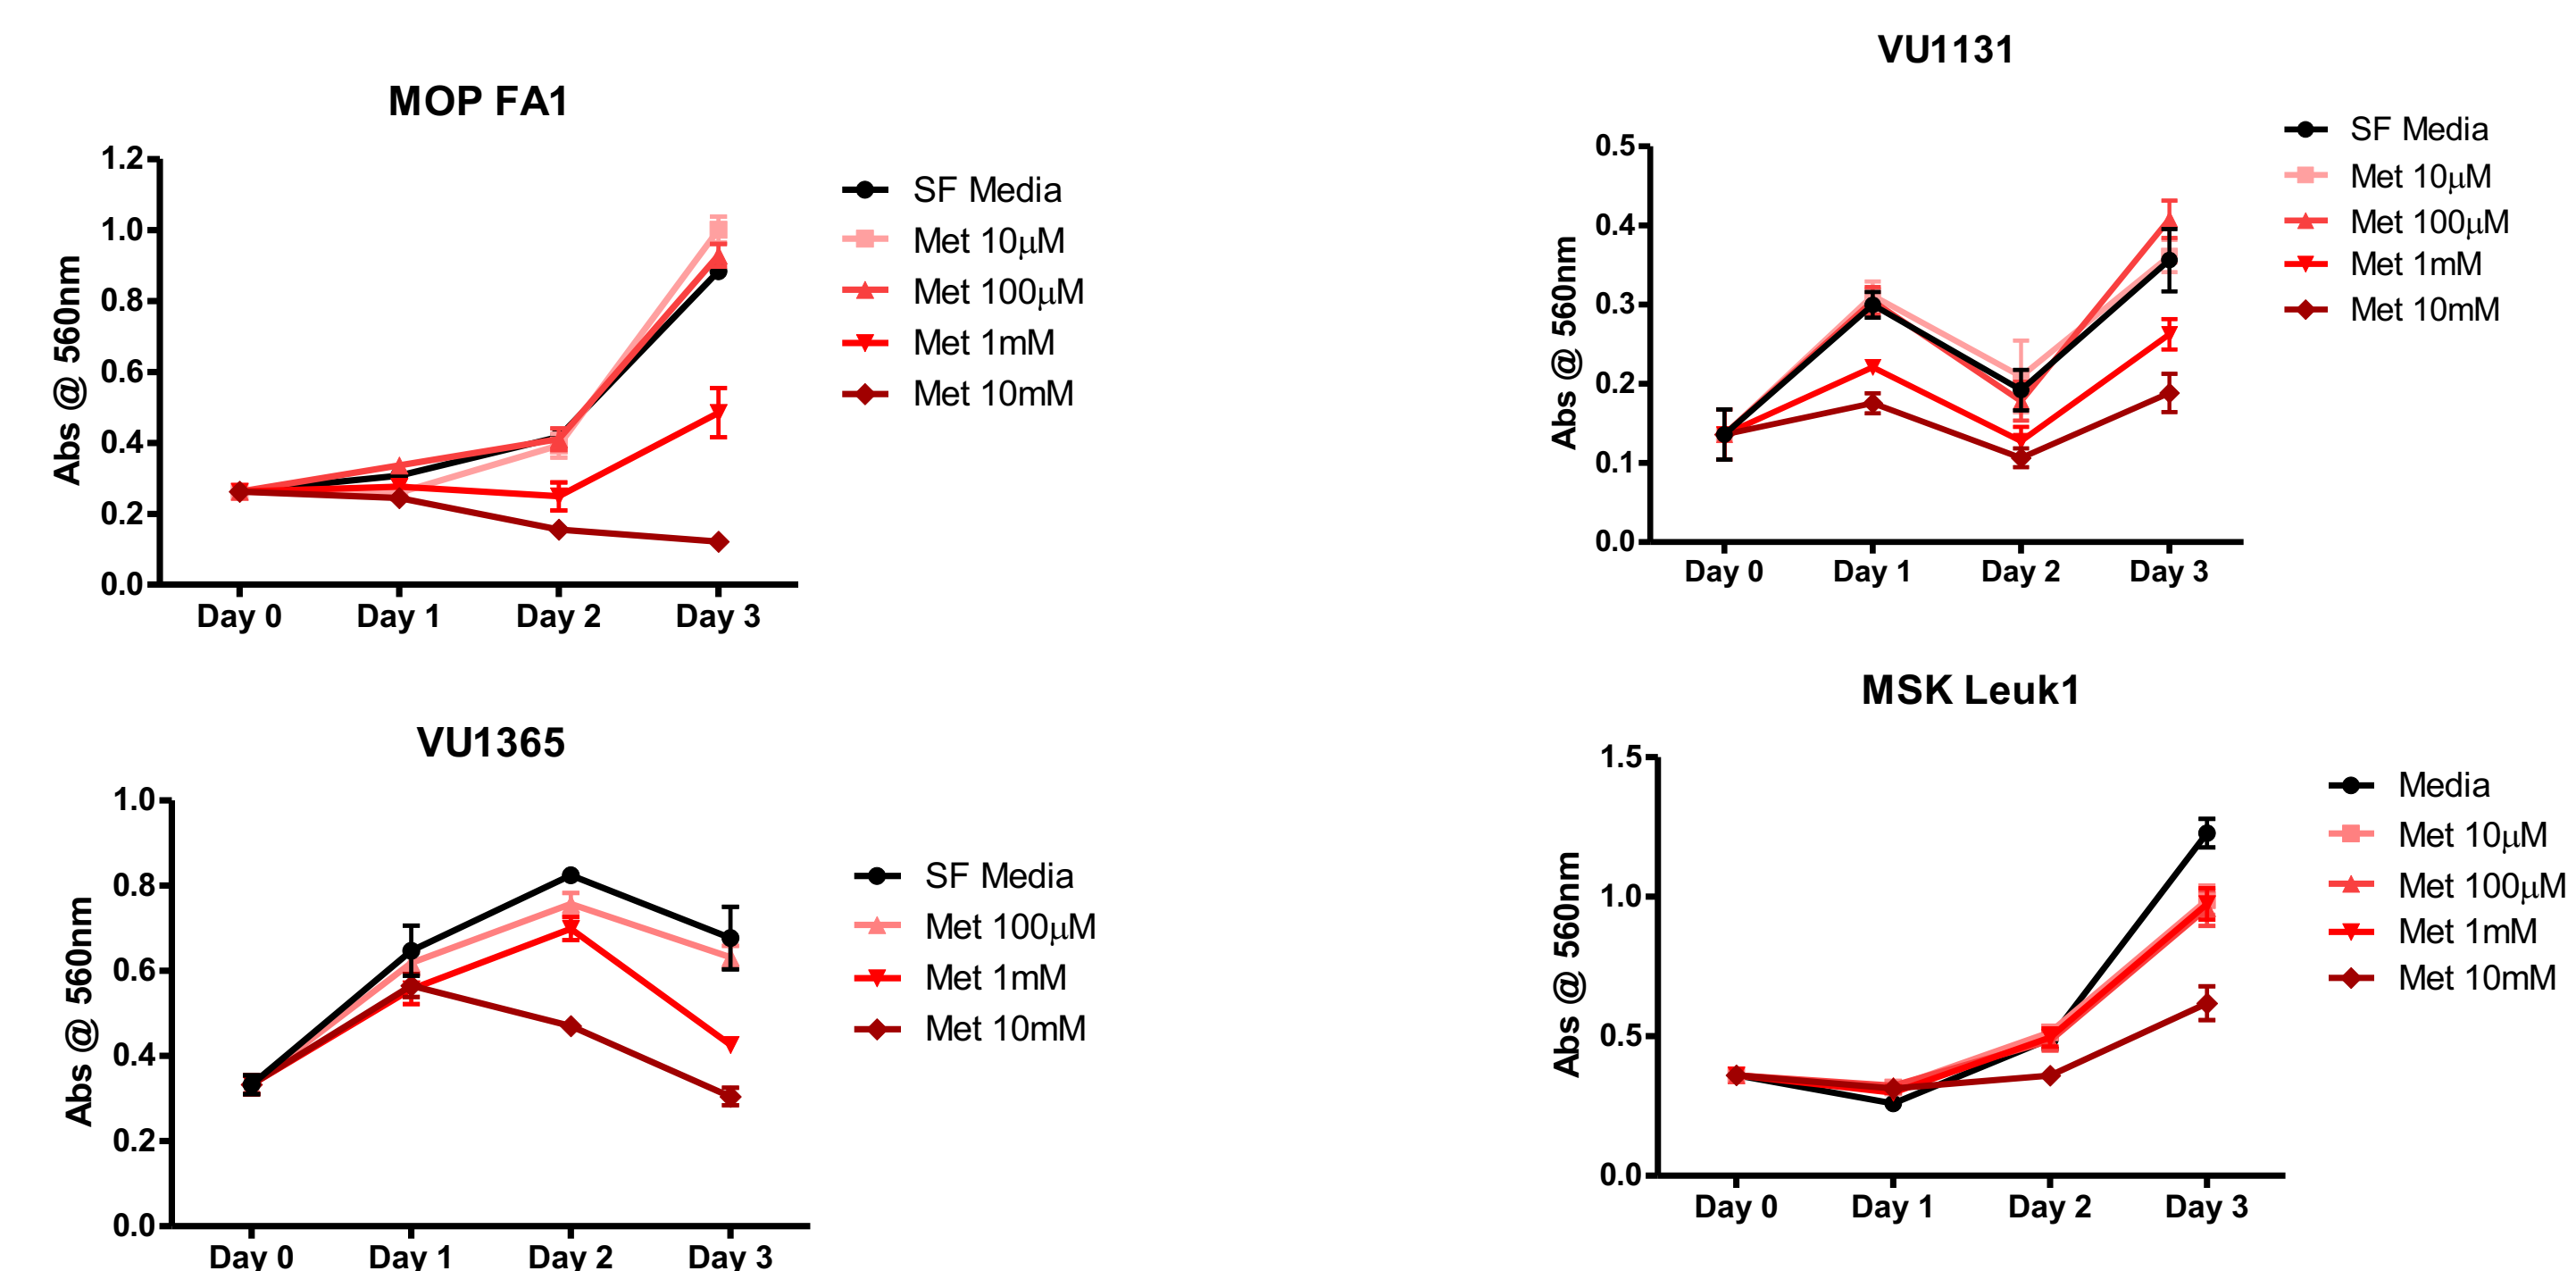 MOP FA1
Abs @ 560nm
1.2
1.0
0.8
0.6
0.4
0.2
0.0
Day 0 Day 1 Day 2 Day 3
SF Media
Met 10μM
Met 100μM
Met 1mM
Met 10mM
VU1131
Abs @ 560nm
0.5
0.4
0.3
0.2
0.1
0.0
Day 0 Day 1 Day 2 Day 3
SF Media
Met 10μM
Met 100μM
Met 1mM
Met 10mM
VU1365
Abs @ 560nm
1.0
0.8
0.6
0.4
0.2
0.0
Day 0 Day 1 Day 2 Day 3
SF Media
Met 100μM
Met 1mM
Met 10mM
MSK Leuk1
Abs @ 560nm
1.5
1.0
0.5
0.0
Day 0 Day 1 Day 2 Day 3
Media
Met 10μM
Met 100μM
Met 1mM
Met 10mM